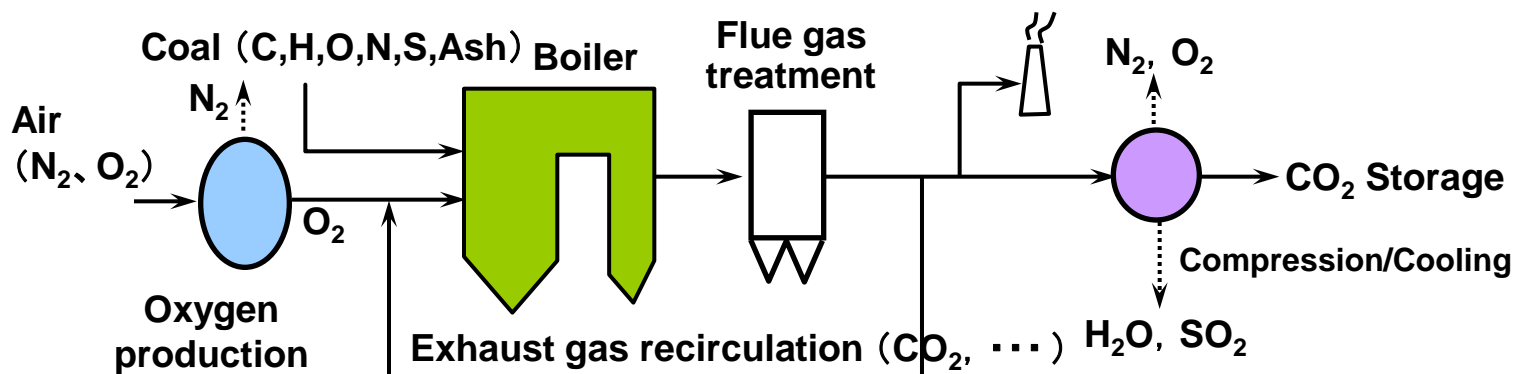 Coal（C,H,O,N,S,Ash）
Boiler
Flue gas
treatment
N₂, O₂
N₂
Air
（N₂、O₂）
O₂
CO₂ Storage
Compression/Cooling
Oxygen
production
Exhaust gas recirculation（CO₂, ･･･）
H₂O, SO₂